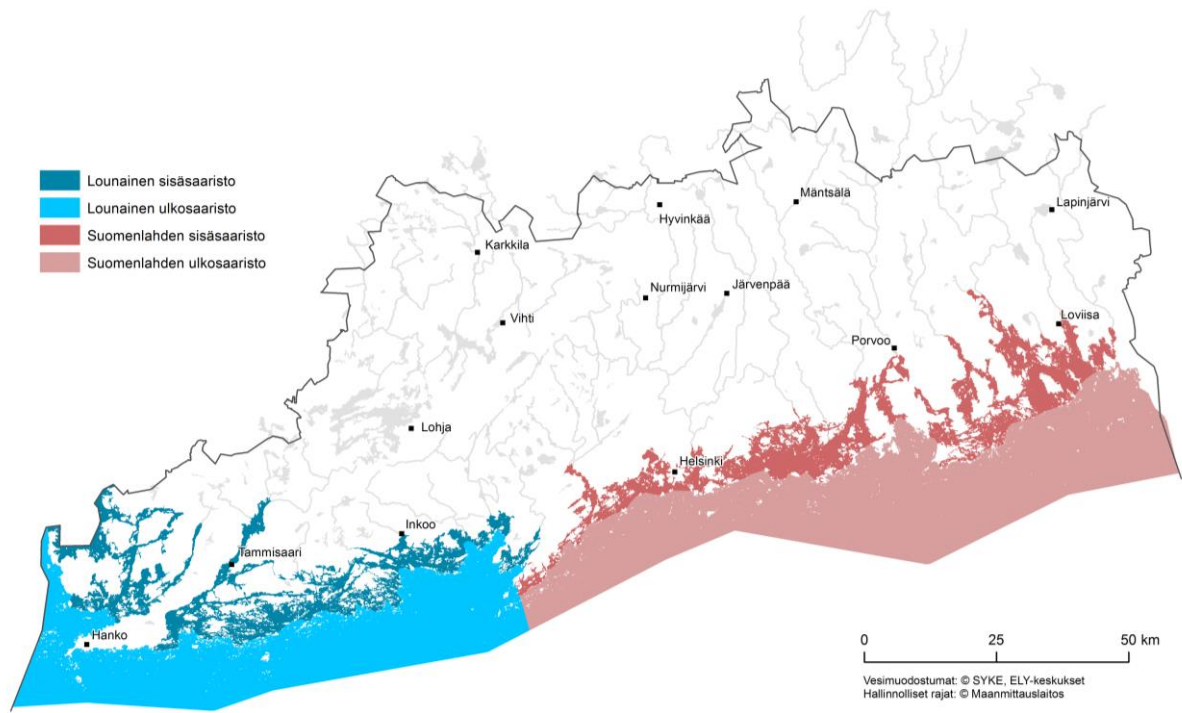 Lounainen sisäsaaristo
Lounainen ulkosaaristo
Suomenlahden sisäsaaristo
Suomenlahden ulkosaaristo
Mäntsälä
Lapinjärvi
Hyvinkää
Karkkila
Nurmijärvi
Järvenpää
Vihti
Loviisa
Porvoo
Lohja
Helsinki
Inkoo
Tammisaari
Hanko
0 25 50 km
Vesimuodostumat: © SYKE, ELY-keskukset
Hallinnolliset rajat: © Maanmittauslaitos